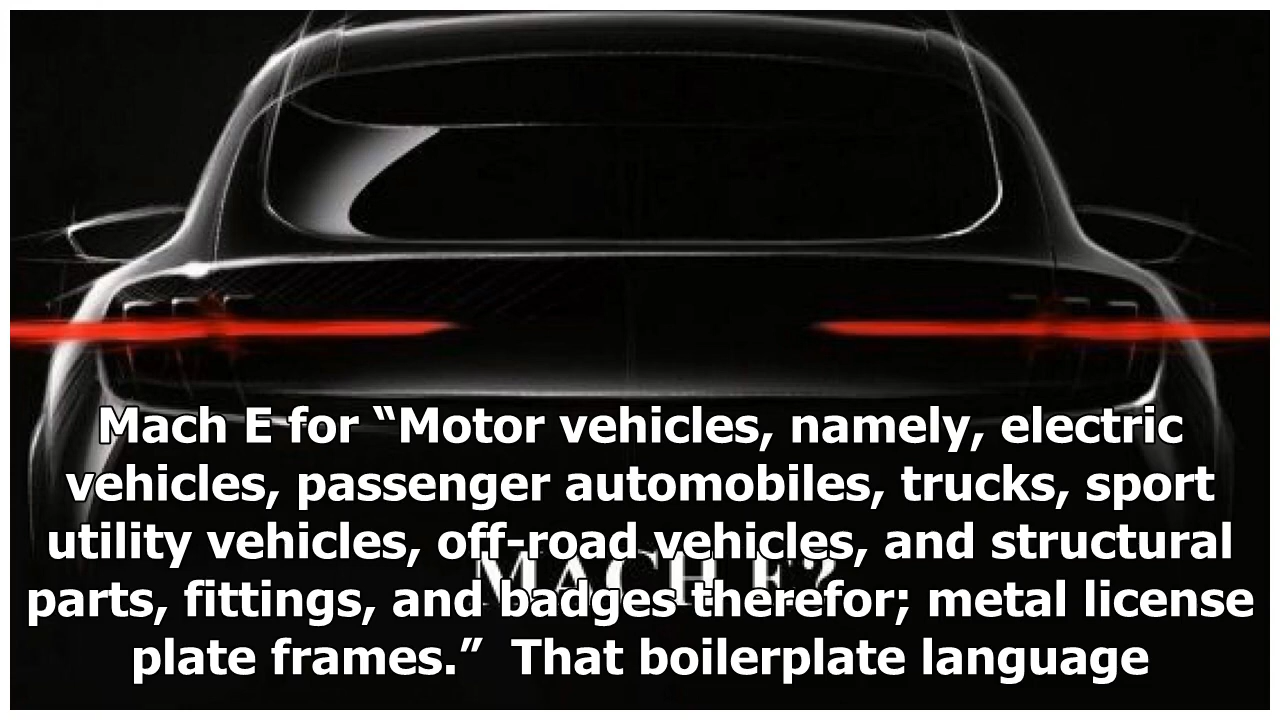 Mach E for “Motor vehicles, namely, electric
vehicles, passenger automobiles, trucks, sport
utility vehicles, off-road vehicles, and structural
MACH E?
parts, fittings, and badges therefor; metal license
plate frames.”  That boilerplate language